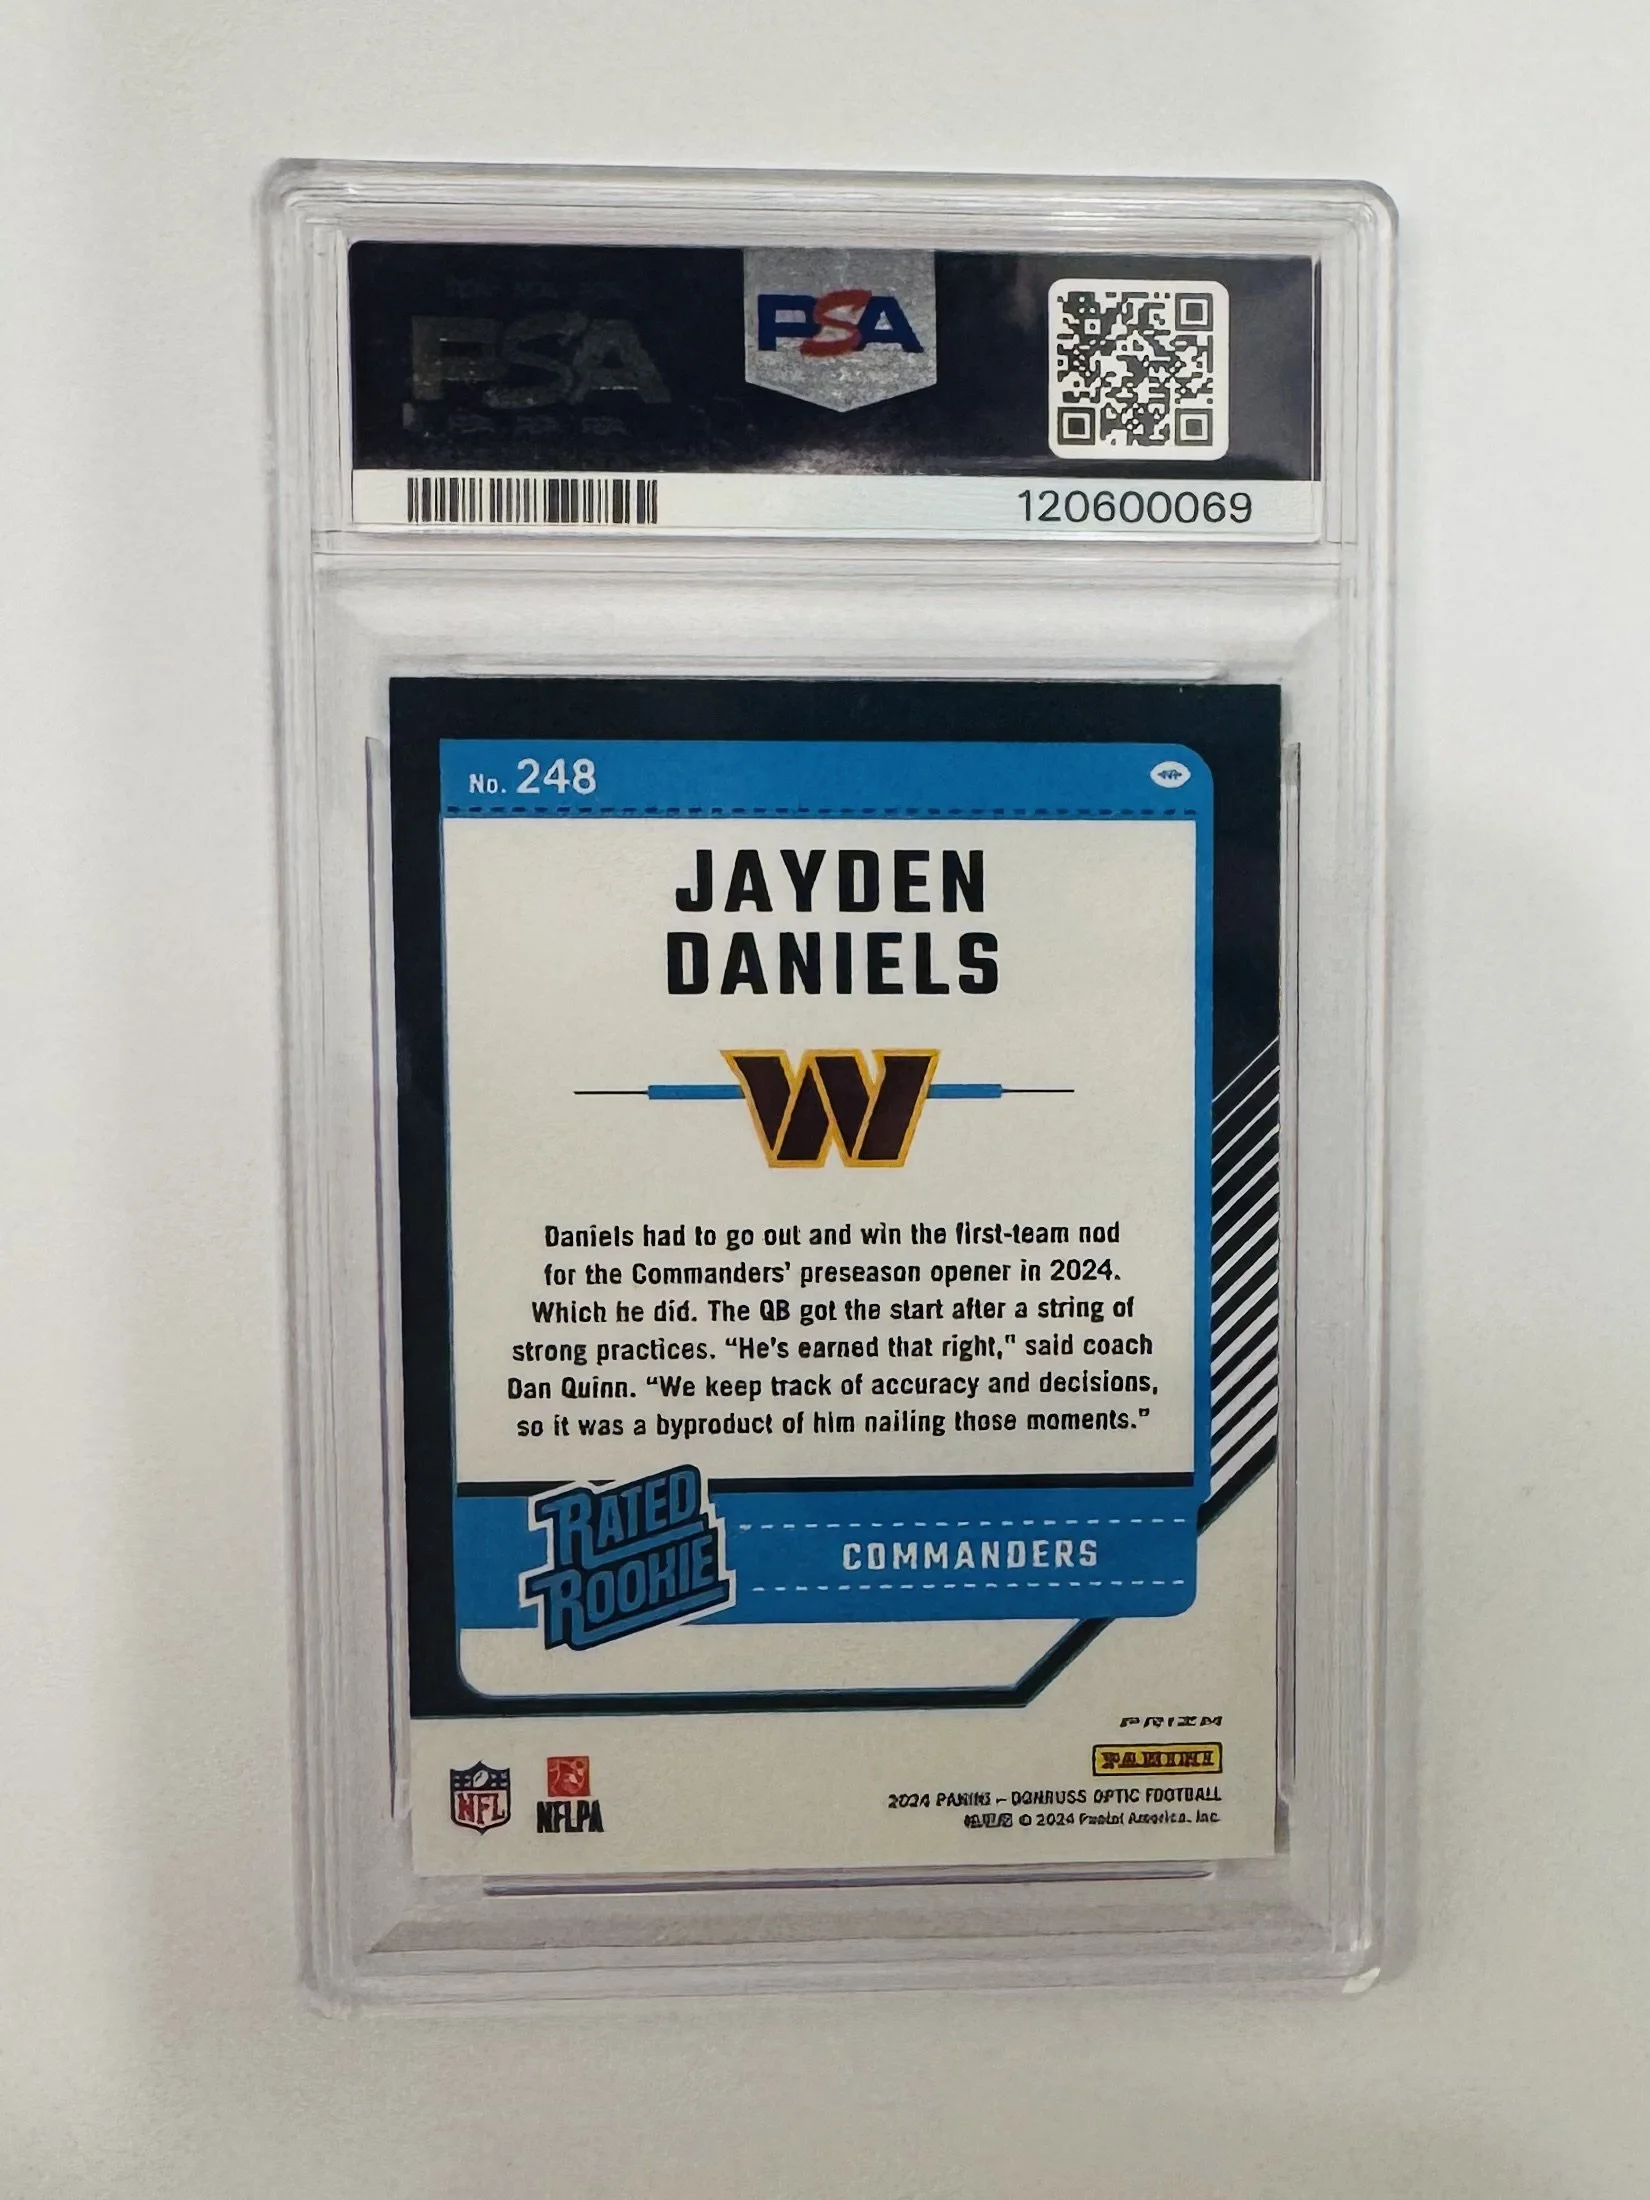 PSA
PSA
120600069
No. 248
JAYDEN
DANIELS
W
Daniels had to go out and win the first-team nod
for the Commanders' preseason opener in 2024.
Which he did. The QB got the start after a string of
strong practices. “He's earned that right,” said coach
Dan Quinn. “We keep track of accuracy and decisions,
so it was a byproduct of him nailing those moments.”
RATED
ROOKIE
COMMANDERS
PRIZM
PANINI
NFL
NFLPA
2024 PANINI – DONRUSS OPTIC FOOTBALL
© 2024 Panini America, Inc.